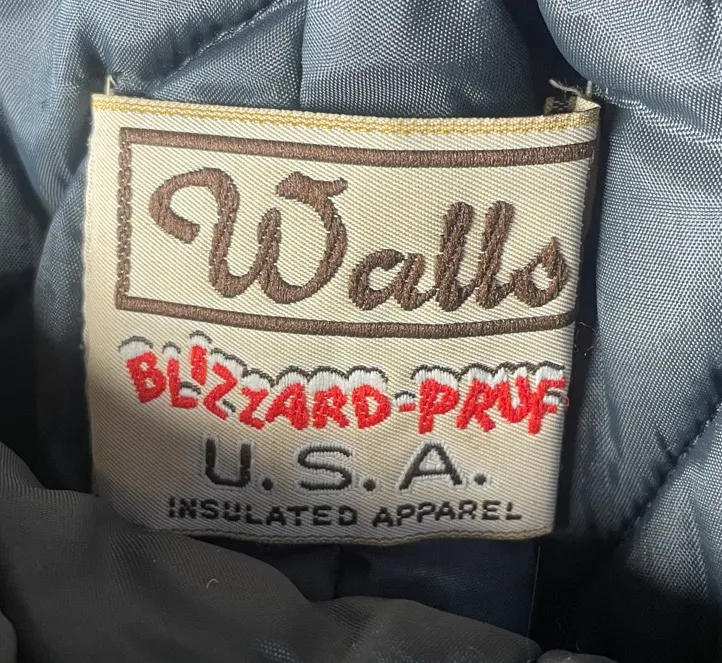 Walls
BLIZZARD-PRUF
U.S.A.
INSULATED APPAREL